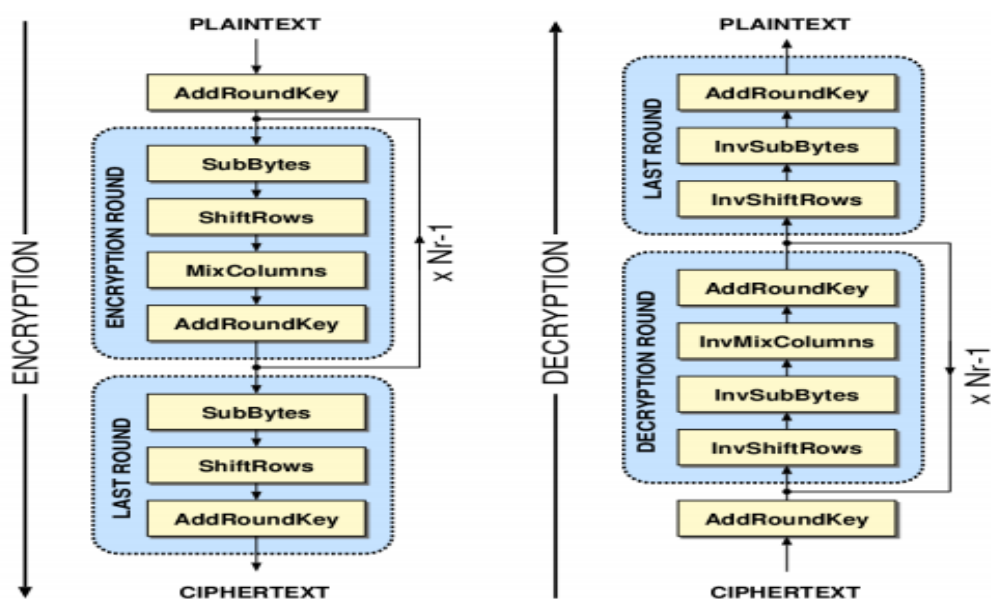 PLAINTEXT
AddRoundKey
SubBytes
ShiftRows
MixColumns
AddRoundKey
ENCRYPTION ROUND
x Nr-1
SubBytes
ShiftRows
AddRoundKey
LAST ROUND
CIPHERTEXT
ENCRYPTION
PLAINTEXT
AddRoundKey
InvSubBytes
InvShiftRows
LAST ROUND
AddRoundKey
InvMixColumns
InvSubBytes
InvShiftRows
DECRYPTION ROUND
x Nr-1
AddRoundKey
CIPHERTEXT
DECRYPTION